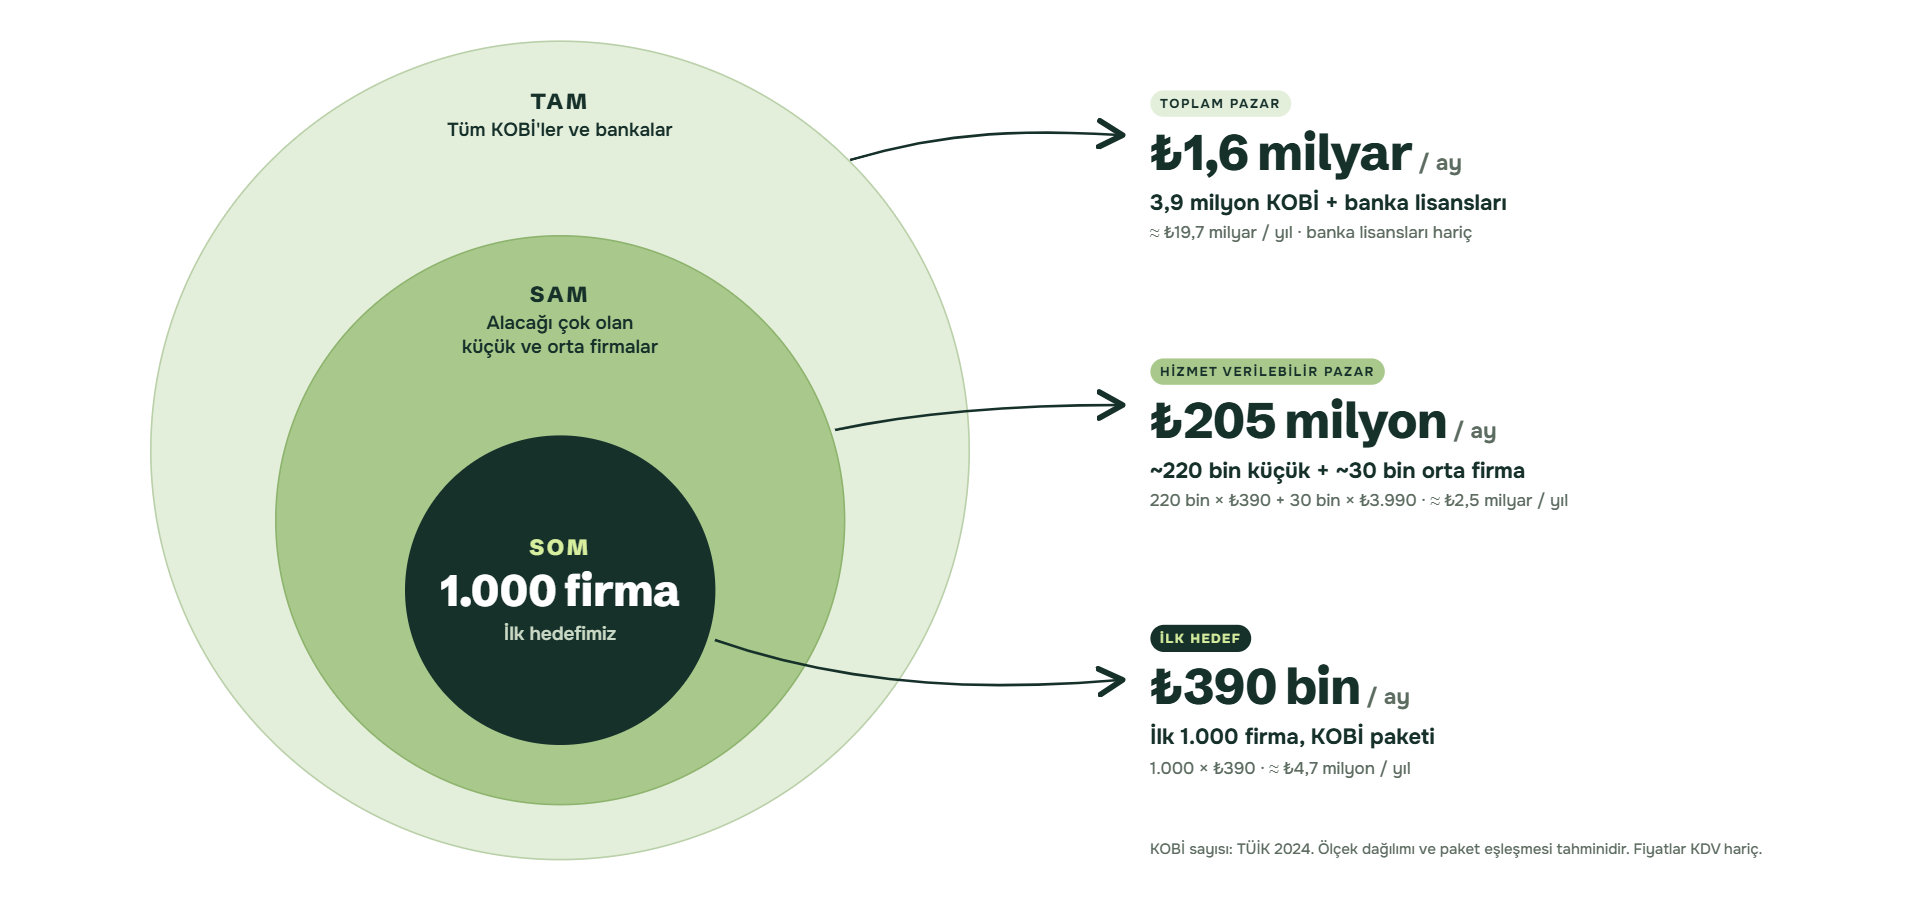 TAM
Tüm KOBİ'ler ve bankalar
SAM
Alacağı çok olan
küçük ve orta firmalar
SOM
1.000 firma
İlk hedefimiz
TOPLAM PAZAR
₺1,6 milyar / ay
3,9 milyon KOBİ + banka lisansları
≈ ₺19,7 milyar / yıl · banka lisansları hariç
HİZMET VERİLEBİLİR PAZAR
₺205 milyon / ay
~220 bin küçük + ~30 bin orta firma
220 bin × ₺390 + 30 bin × ₺3.990 · ≈ ₺2,5 milyar / yıl
İLK HEDEF
₺390 bin / ay
İlk 1.000 firma, KOBİ paketi
1.000 × ₺390 · ≈ ₺4,7 milyon / yıl
KOBİ sayısı: TÜİK 2024. Ölçek dağılımı ve paket eşleşmesi tahminidir. Fiyatlar KDV hariç.